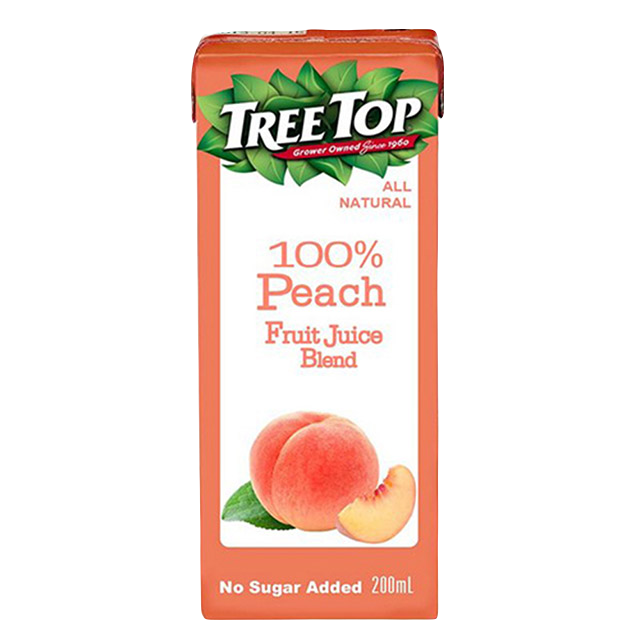 TREE TOP
Grower Owned Since 1960
ALL
NATURAL
100%
Peach
Fruit Juice
Blend
No Sugar Added 200mL